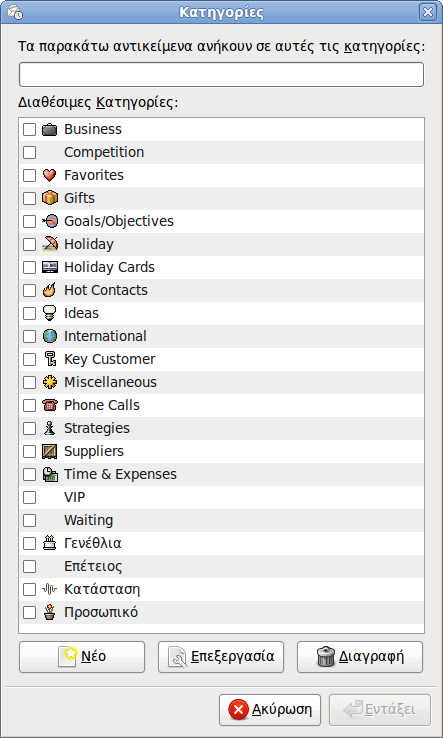 Κατηγορίες
Τα παρακάτω αντικείμενα ανήκουν σε αυτές τις κατηγορίες:
Διαθέσιμες Κατηγορίες:
Business
Competition
Favorites
Gifts
Goals/Objectives
Holiday
Holiday Cards
Hot Contacts
Ideas
International
Key Customer
Miscellaneous
Phone Calls
Strategies
Suppliers
Time & Expenses
VIP
Waiting
Γενέθλια
Επέτειος
Κατάσταση
Προσωπικό
Νέο Επεξεργασία Διαγραφή
Ακύρωση Εντάξει